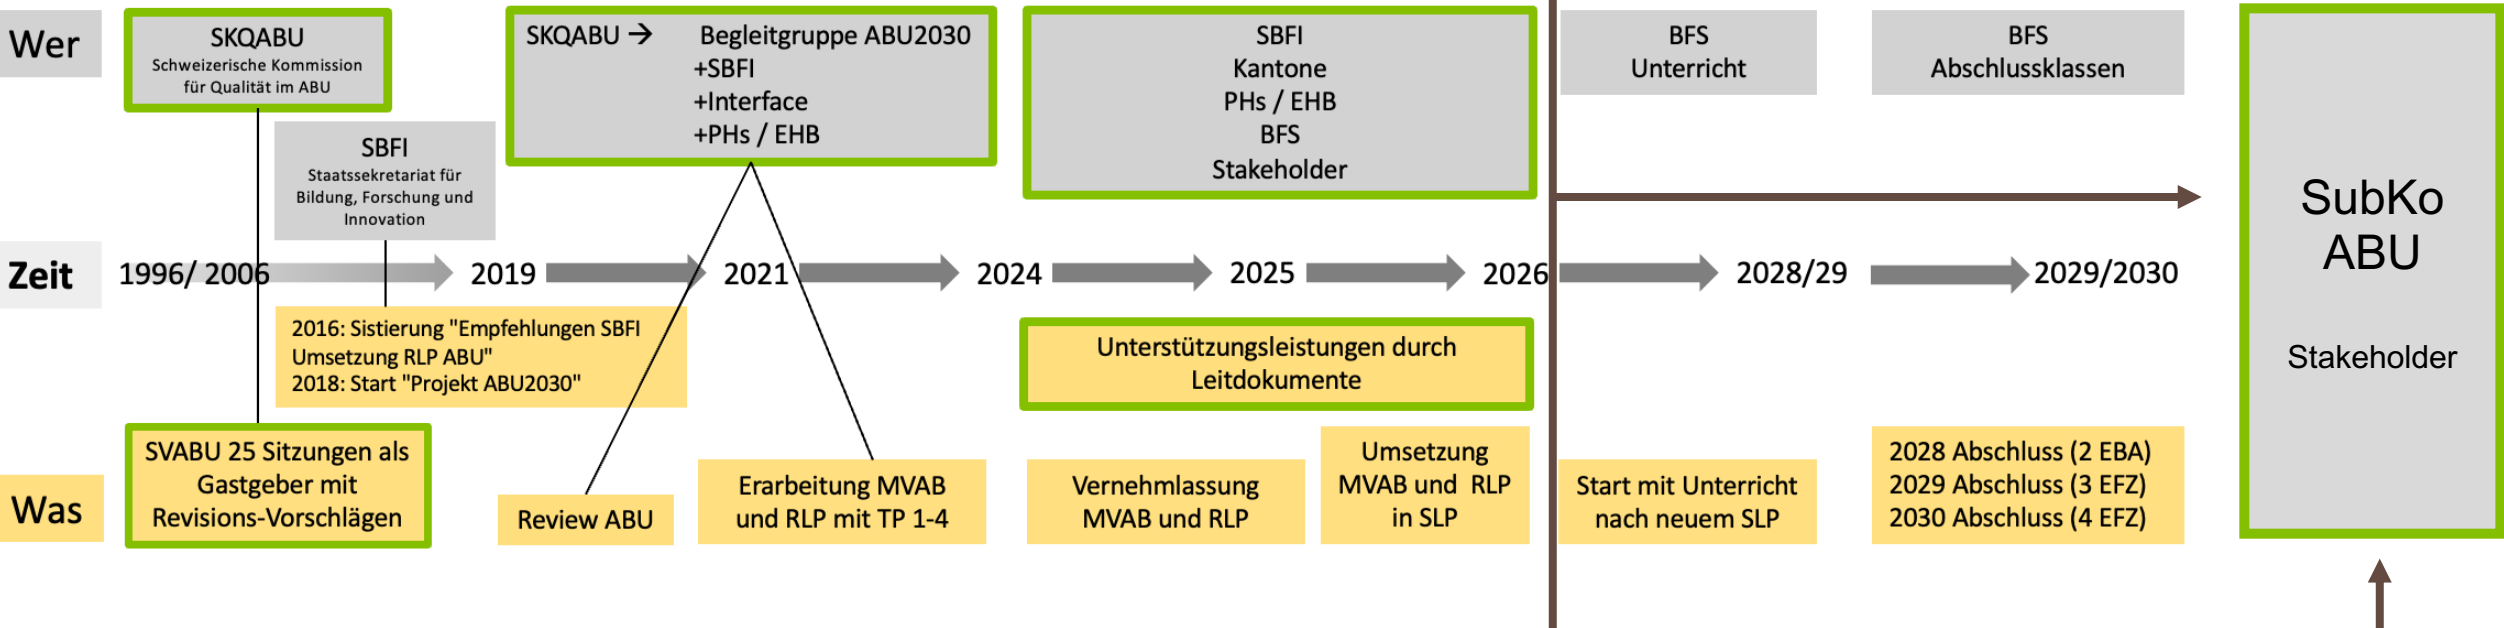 Wer
SKQABU
Schweizerische Kommission
für Qualität im ABU
SBFI
Staatssekretariat für
Bildung, Forschung und
Innovation
SKQABU → Begleitgruppe ABU2030
+SBFI
+Interface
+PHs / EHB
SBFI
Kantone
PHs / EHB
BFS
Stakeholder
BFS
Unterricht
BFS
Abschlussklassen
SubKo
ABU
Stakeholder
Zeit
1996/ 2006
2019
2021
2024
2025
2026
2028/29
2029/2030
2016: Sistierung "Empfehlungen SBFI
Umsetzung RLP ABU"
2018: Start "Projekt ABU2030"
Unterstützungsleistungen durch
Leitdokumente
Was
SVABU 25 Sitzungen als
Gastgeber mit
Revisions-Vorschlägen
Review ABU
Erarbeitung MVAB
und RLP mit TP 1-4
Vernehmlassung
MVAB und RLP
Umsetzung
MVAB und RLP
in SLP
Start mit Unterricht
nach neuem SLP
2028 Abschluss (2 EBA)
2029 Abschluss (3 EFZ)
2030 Abschluss (4 EFZ)